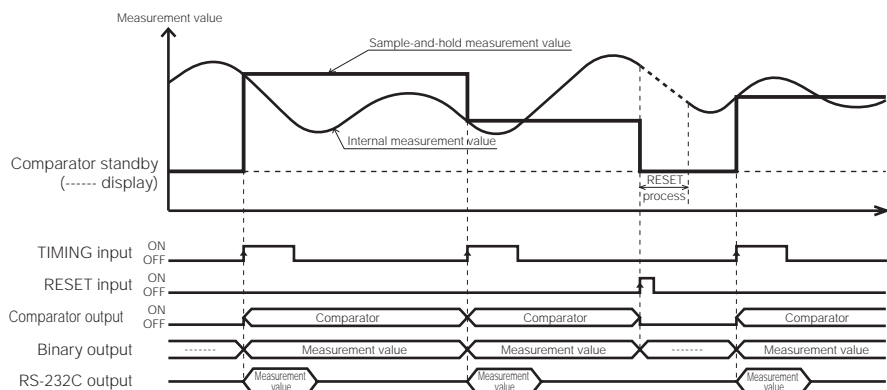 Measurement value
Sample-and-hold measurement value
Internal measurement value
Comparator standby
(------ display)
RESET
process
TIMING input
ON
OFF
RESET input
ON
OFF
Comparator output
ON
OFF
Comparator
Comparator
Comparator
Binary output
-------
Measurement value
Measurement value
------
Measurement value
RS-232C output
Measurement
value
Measurement
value
Measurement
value